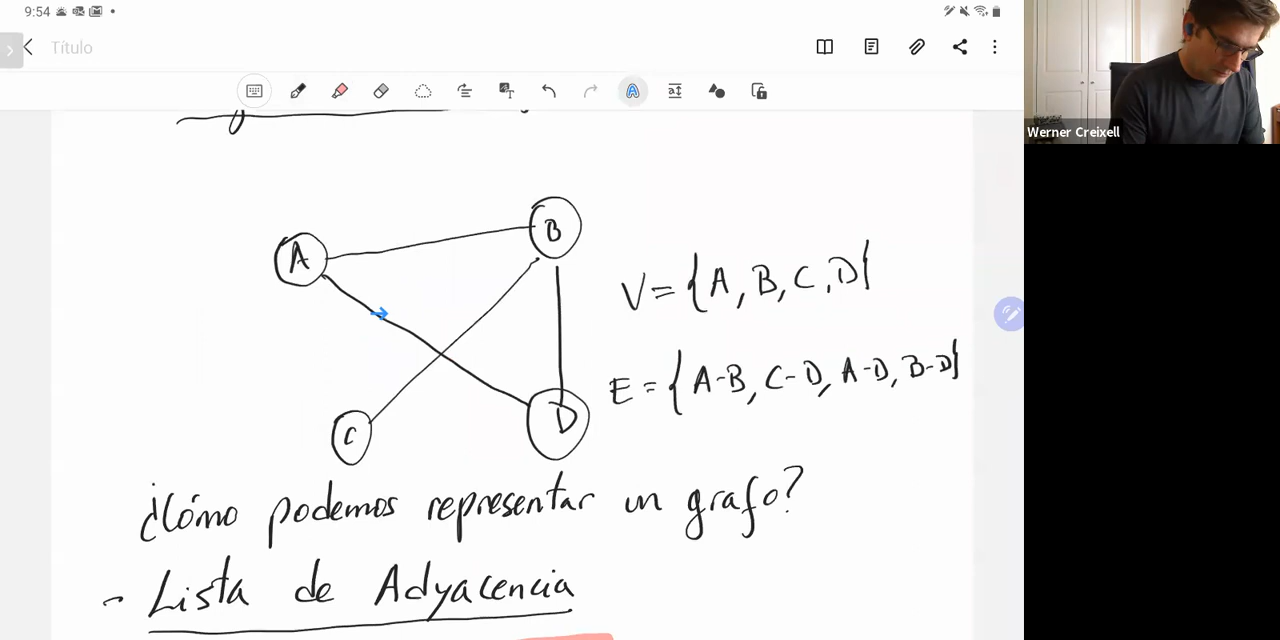 9:54
Título
Werner Creixell
A
B
C
D
V = {A, B, C, D}
E = {A-B, C-D, A-D, B-D}
¿Cómo podemos representar un grafo?
- Lista de Adyacencia